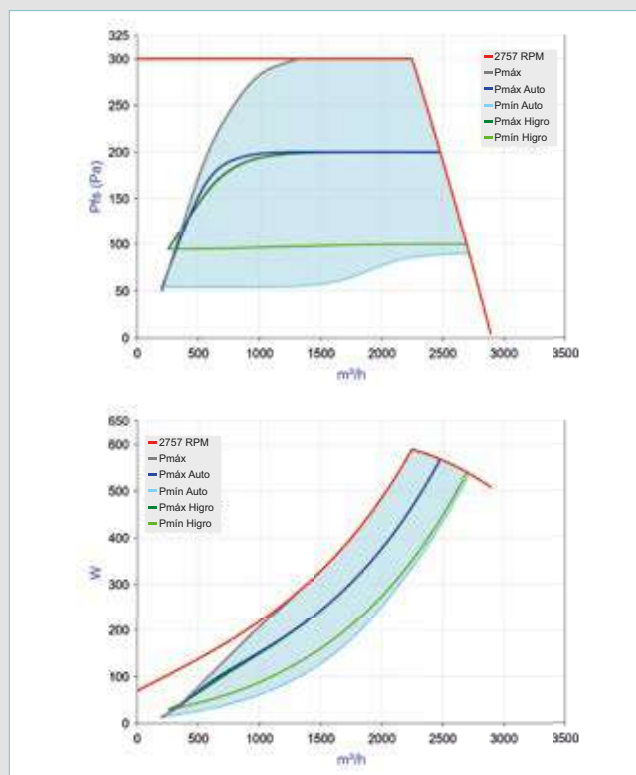 325
300
250
200
150
100
50
0
Pfs (Pa)
0 500 1000 1500 2000 2500 3000 3500
m³/h
2757 RPM
Pmáx
Pmáx Auto
Pmín Auto
Pmáx Higro
Pmín Higro
650
600
500
400
300
200
100
0
W
0 500 1000 1500 2000 2500 3000 3500
m³/h
2757 RPM
Pmáx
Pmáx Auto
Pmín Auto
Pmáx Higro
Pmín Higro